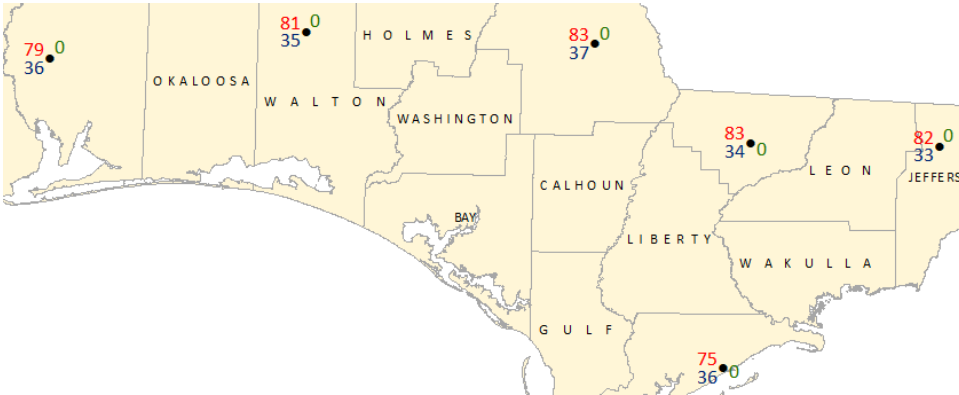 81 0
35
HOLMES
83 0
37
79 0
36
OKALOOSA
WALTON
WASHINGTON
83
34 0
82 0
33
LEON
JEFFERS
CALHOUN
BAY
LIBERTY
WAKULLA
GULF
75
36 0